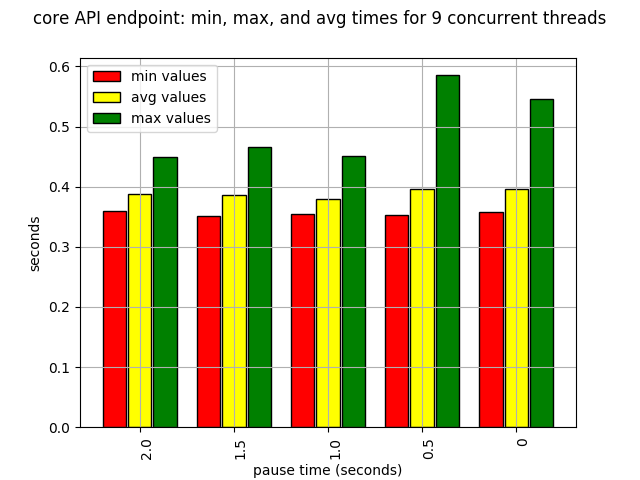 core API endpoint: min, max, and avg times for 9 concurrent threads
min values
avg values
max values
seconds
0.6
0.5
0.4
0.3
0.2
0.1
0.0
2.0
1.5
1.0
0.5
0
pause time (seconds)